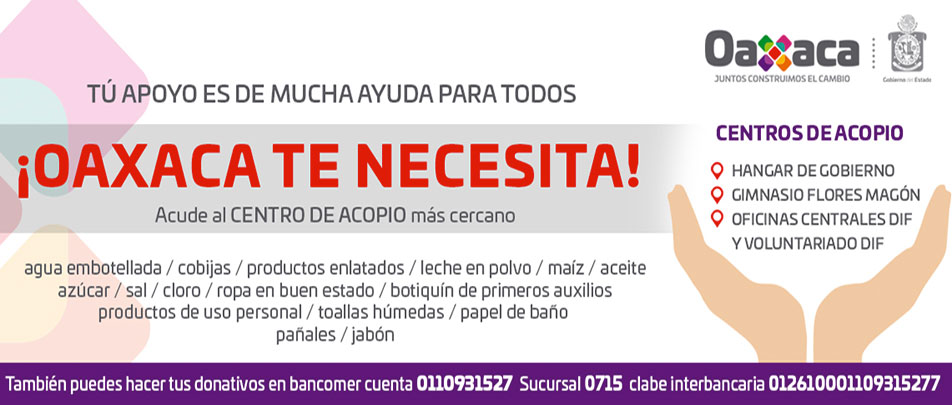 Oaxaca
JUNTOS CONSTRUIMOS EL CAMBIO
Gobierno del Estado
TÚ APOYO ES DE MUCHA AYUDA PARA TODOS
¡OAXACA TE NECESITA!
Acude al CENTRO DE ACOPIO más cercano
agua embotellada / cobijas / productos enlatados / leche en polvo / maíz / aceite
azúcar / sal / cloro / ropa en buen estado / botiquín de primeros auxilios
productos de uso personal / toallas húmedas / papel de baño
pañales / jabón
CENTROS DE ACOPIO
HANGAR DE GOBIERNO
GIMNASIO FLORES MAGÓN
OFICINAS CENTRALES DIF
Y VOLUNTARIADO DIF
También puedes hacer tus donativos en bancomer cuenta 0110931527 Sucursal 0715 clabe interbancaria 012610001109315277